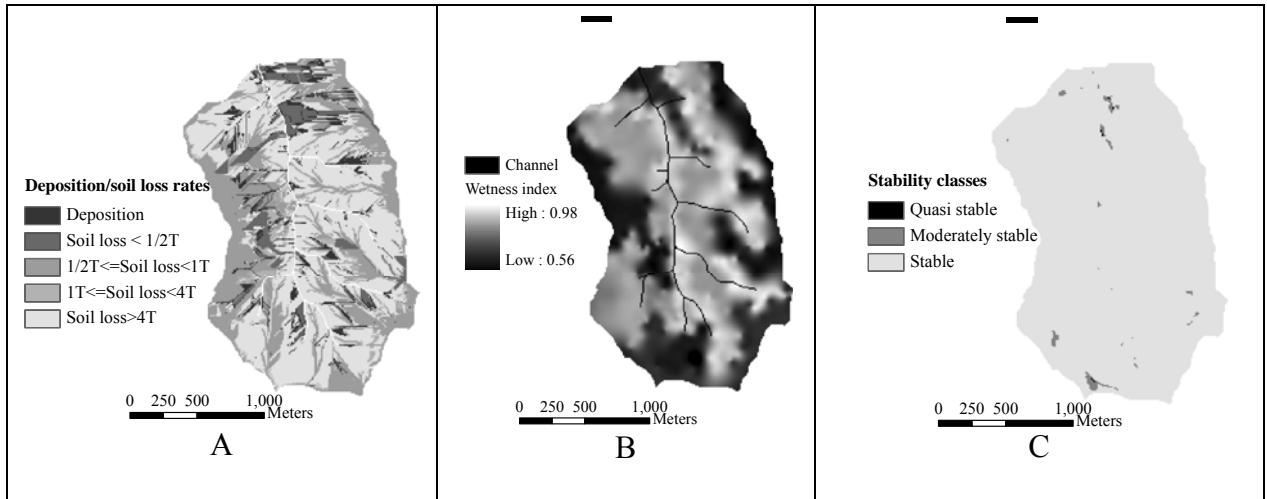 Deposition/soil loss rates
Deposition
Soil loss < 1/2T
1/2T<=Soil loss<1T
1T<=Soil loss<4T
Soil loss>4T
0 250 500 1,000
Meters
A
Channel
Wetness index
High : 0.98
Low : 0.56
0 250 500 1,000
Meters
B
Stability classes
Quasi stable
Moderately stable
Stable
0 250 500 1,000
Meters
C